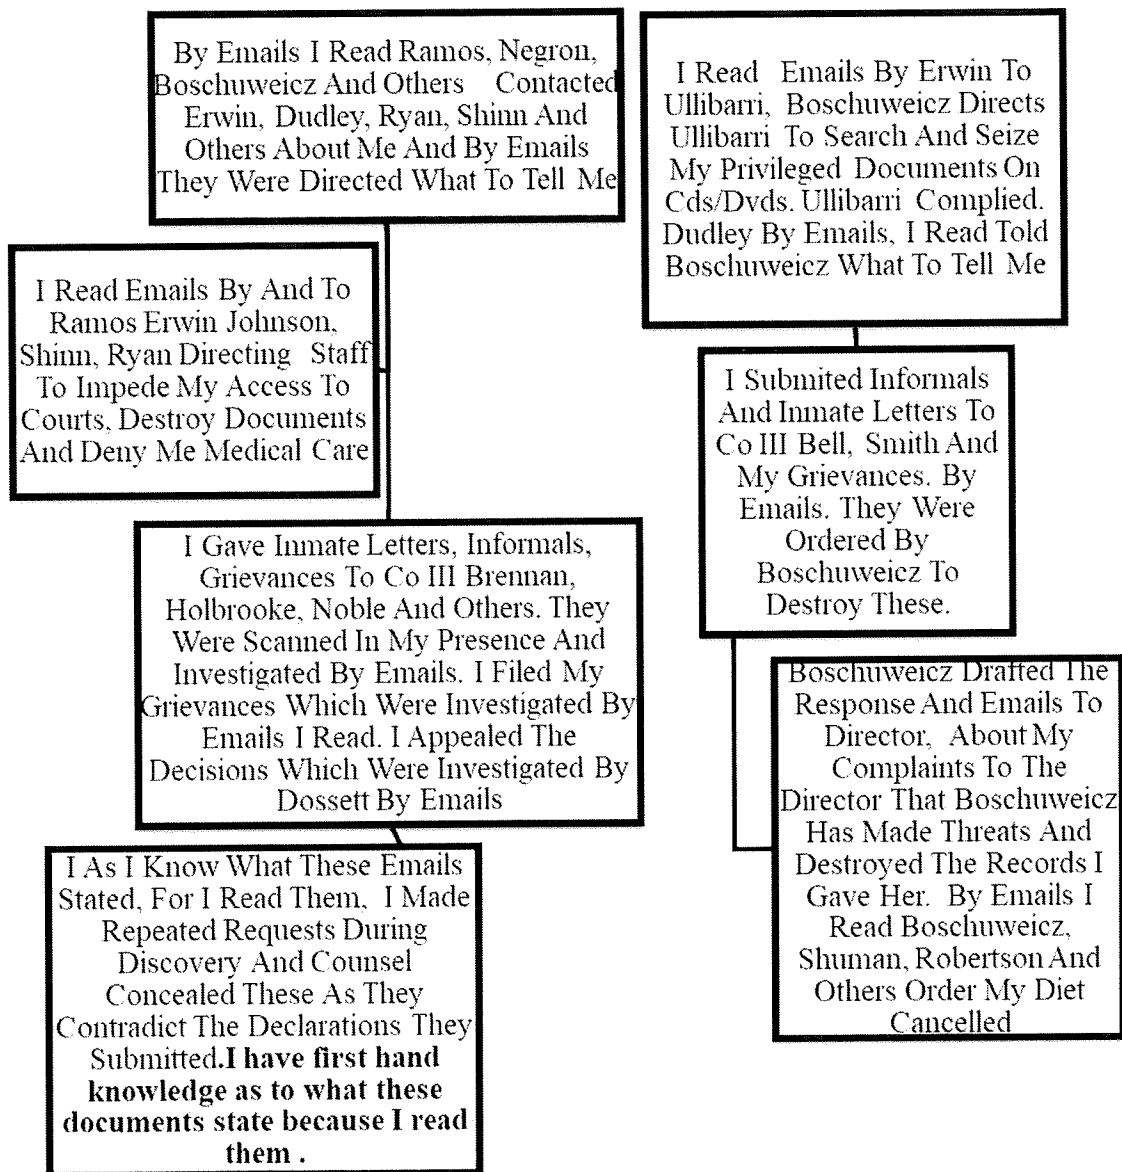 By Emails I Read Ramos, Negron,
Boschuweicz And Others Contacted
Erwin, Dudley, Ryan, Shinn And
Others About Me And By Emails
They Were Directed What To Tell Me
I Read Emails By And To
Ramos Erwin Johnson,
Shinn, Ryan Directing Staff
To Impede My Access To
Courts, Destroy Documents
And Deny Me Medical Care
I Gave Inmate Letters, Informals,
Grievances To Co III Brennan,
Holbrooke, Noble And Others. They
Were Scanned In My Presence And
Investigated By Emails. I Filed My
Grievances Which Were Investigated By
Emails I Read. I Appealed The
Decisions Which Were Investigated By
Dossett By Emails
I As I Know What These Emails
Stated, For I Read Them, I Made
Repeated Requests During
Discovery And Counsel
Concealed These As They
Contradict The Declarations They
Submitted.I have first hand
knowledge as to what these
documents state because I read
them .
I Read Emails By Erwin To
Ullibarri, Boschuweicz Directs
Ullibarri To Search And Seize
My Privileged Documents On
Cds/Dvds. Ullibarri Complied.
Dudley By Emails, I Read Told
Boschuweicz What To Tell Me
I Submited Informals
And Inmate Letters To
Co III Bell, Smith And
My Grievances. By
Emails. They Were
Ordered By
Boschuweicz To
Destroy These.
Boschuweicz Drafted The
Response And Emails To
Director, About My
Complaints To The
Director That Boschuweicz
Has Made Threats And
Destroyed The Records I
Gave Her. By Emails I
Read Boschuweicz,
Shuman, Robertson And
Others Order My Diet
Cancelled